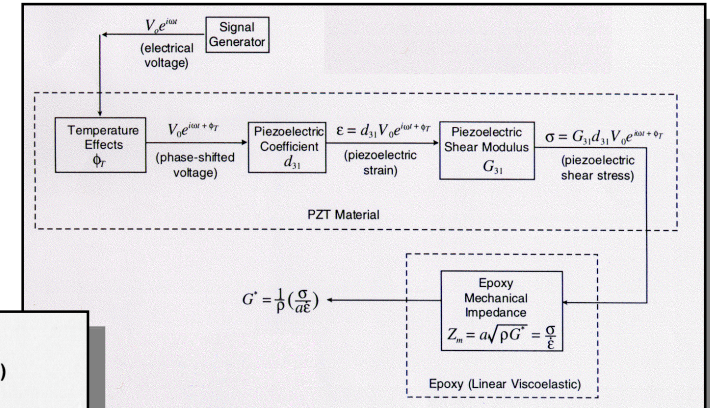 V₀e^{iωt}
(electrical
voltage)
Signal
Generator
Temperature
Effects
ϕ_T
V₀e^{iωt + ϕ_T}
(phase-shifted
voltage)
Piezoelectric
Coefficient
d₃₁
ε = d₃₁V₀e^{iωt + ϕ_T}
(piezoelectric
strain)
Piezoelectric
Shear Modulus
G₃₁
σ = G₃₁d₃₁V₀e^{iωt + ϕ_T}
(piezoelectric
shear stress)
PZT Material
G* = 1/ρ(σ/aε̇)
Epoxy
Mechanical
Impedance
Z_m = a√ρG* = σ/ε̇
Epoxy (Linear Viscoelastic)
)